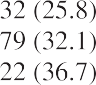 32 (25.8)
79 (32.1)
22 (36.7)